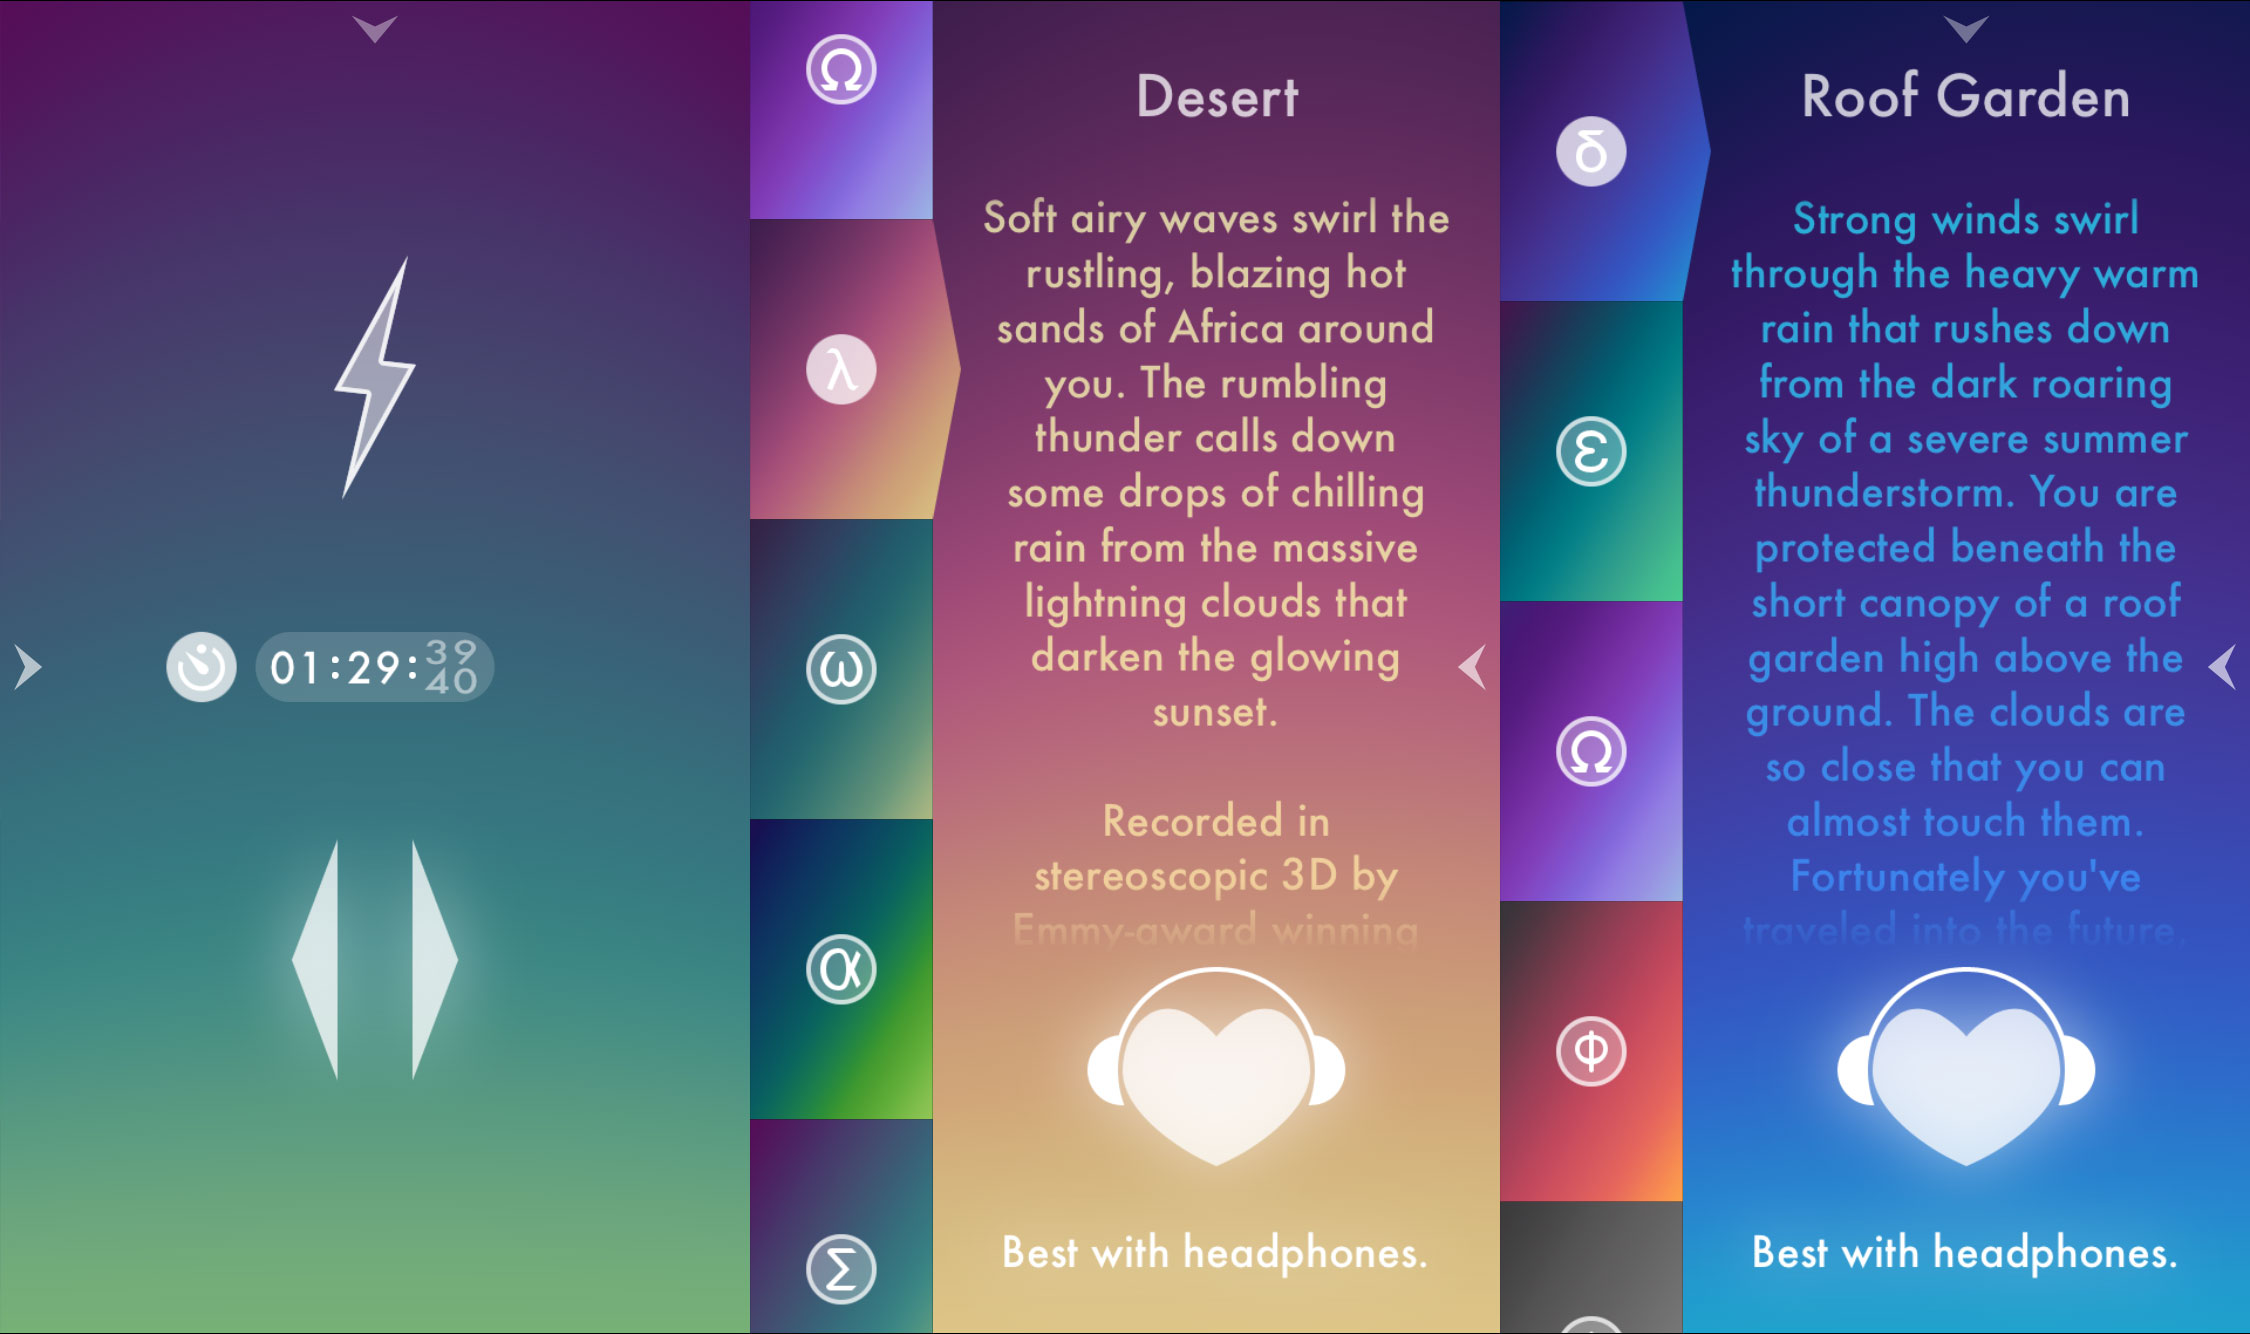 01:29:39
40
Ω
λ
ω
α
Σ
Desert
Soft airy waves swirl the
rustling, blazing hot
sands of Africa around
you. The rumbling
thunder calls down
some drops of chilling
rain from the massive
lightning clouds that
darken the glowing
sunset.
Recorded in
stereoscopic 3D by
Emmy-award winning
Best with headphones.
δ
ε
Ω
Φ
Roof Garden
Strong winds swirl
through the heavy warm
rain that rushes down
from the dark roaring
sky of a severe summer
thunderstorm. You are
protected beneath the
short canopy of a roof
garden high above the
ground. The clouds are
so close that you can
almost touch them.
Fortunately you've
traveled into the future,
Best with headphones.